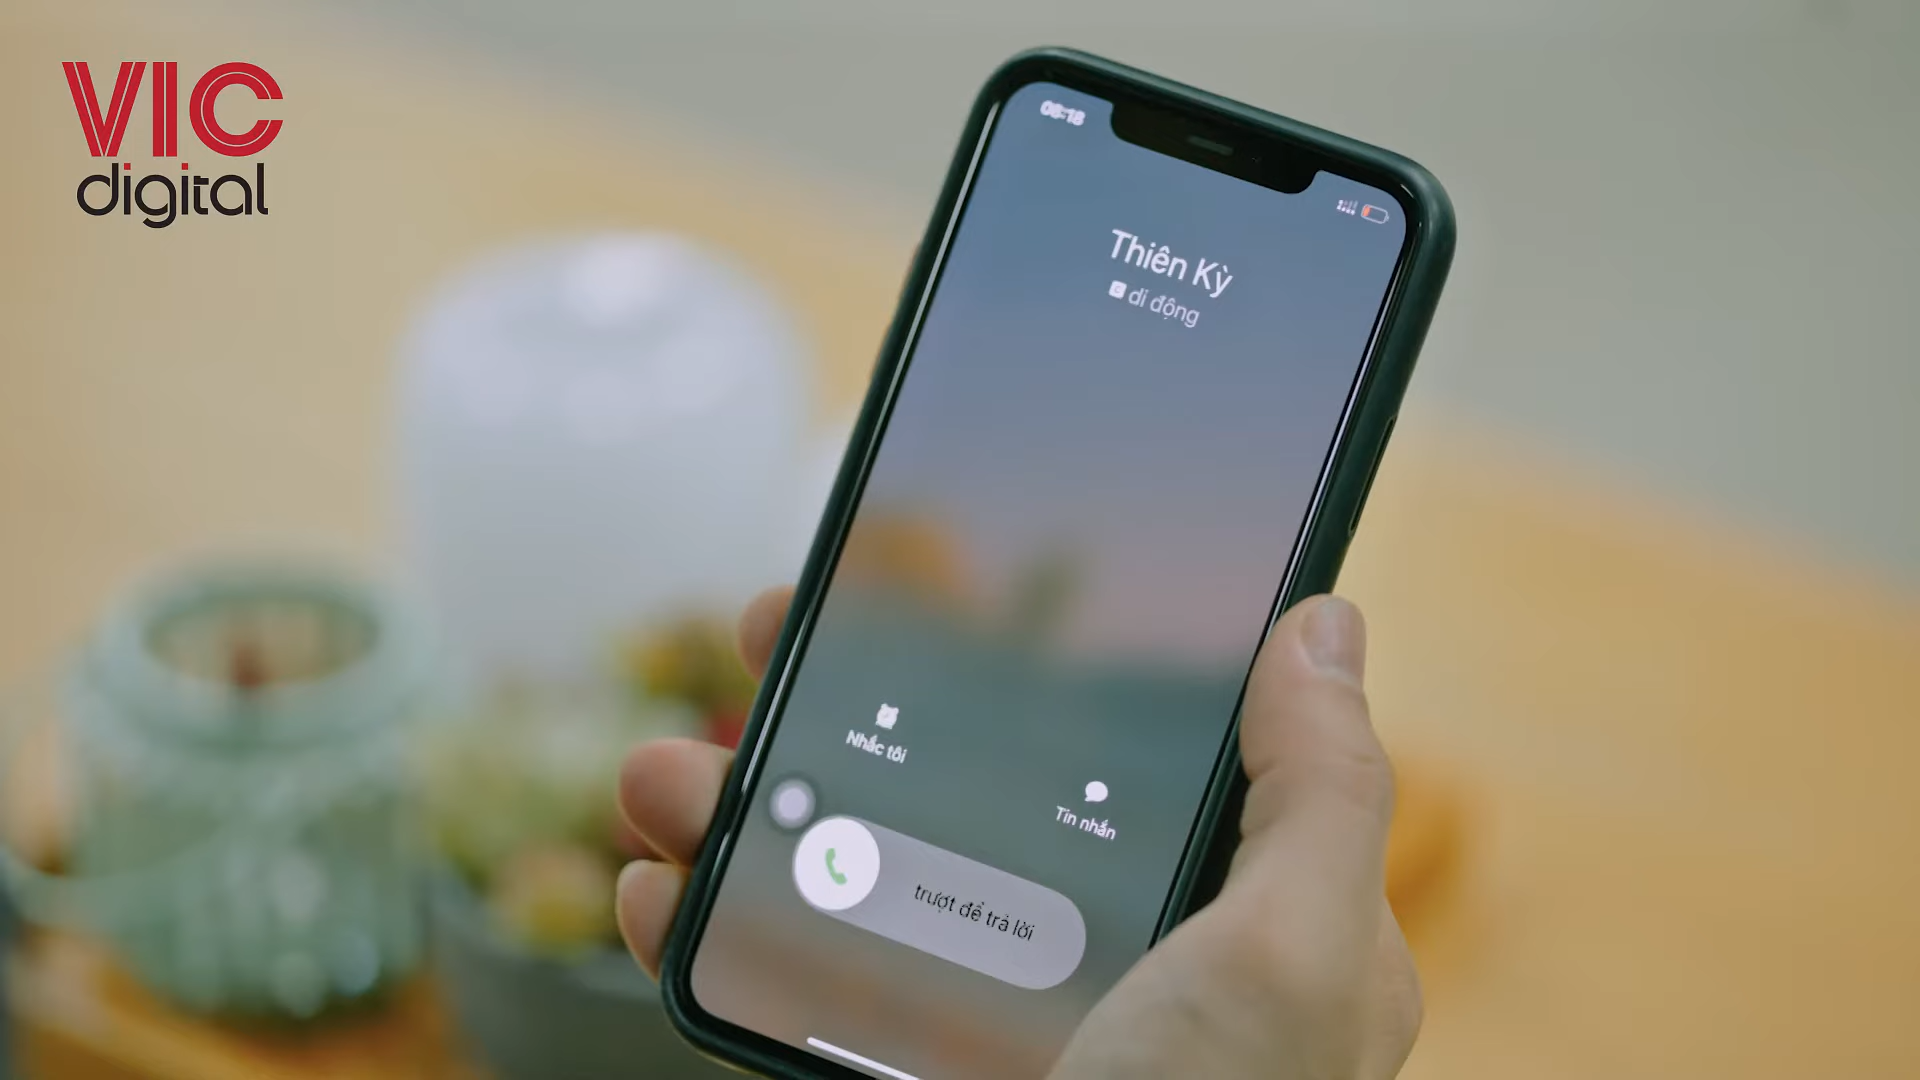 VIC
digital
08:18
Thiên Kỳ
di động
Nhắc tôi
Tin nhắn
trượt để trả lời